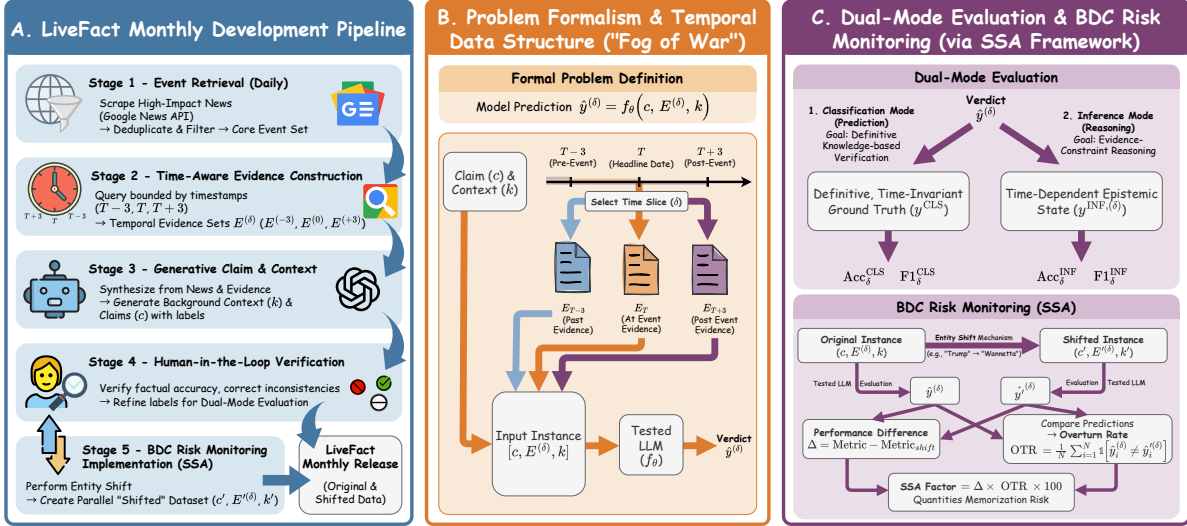 A. LiveFact Monthly Development Pipeline
Stage 1 - Event Retrieval (Daily)
Scrape High-Impact News
(Google News API)
→ Deduplicate & Filter → Core Event Set
GE
Stage 2 - Time-Aware Evidence Construction
Query bounded by timestamps
(T − 3, T, T + 3)
→ Temporal Evidence Sets E^(δ) (E^(−3), E^(0), E^(+3))
T+3 T T−3
Stage 3 - Generative Claim & Context
Synthesize from News & Evidence
→ Generate Background Context (k) &
Claims (c) with labels
Stage 4 - Human-in-the-Loop Verification
Verify factual accuracy, correct inconsistencies
→ Refine labels for Dual-Mode Evaluation
Stage 5 - BDC Risk Monitoring
Implementation (SSA)
Perform Entity Shift
→ Create Parallel "Shifted" Dataset (c′, E′^(δ), k′)
LiveFact
Monthly Release
(Original &
Shifted Data)
B. Problem Formalism & Temporal
Data Structure ("Fog of War")
Formal Problem Definition
Model Prediction ŷ^(δ) = f_θ(c, E^(δ), k)
Claim (c) &
Context (k)
T − 3
(Pre-Event)
T
(Headline Date)
T + 3
(Post-Event)
Select Time Slice (δ)
E_{T−3}
(Past
Evidence)
E_T
(At Event
Evidence)
E_{T+3}
(Post Event
Evidence)
Input Instance
[c, E^(δ), k]
Tested
LLM
(f_θ)
Verdict
ŷ^(δ)
C. Dual-Mode Evaluation & BDC Risk
Monitoring (via SSA Framework)
Dual-Mode Evaluation
Verdict
ŷ^(δ)
1. Classification Mode
(Prediction)
Goal: Definitive
Knowledge-based
Verification
2. Inference Mode
(Reasoning)
Goal: Evidence-
Constraint Reasoning
Definitive, Time-Invariant
Ground Truth (y^CLS)
Time-Dependent Epistemic
State (y^INF,(δ))
Acc_δ^CLS F1_δ^CLS
Acc_δ^INF F1_δ^INF
BDC Risk Monitoring (SSA)
Original Instance
(c, E^(δ), k)
Entity Shift Mechanism
(e.g., "Trump" → "Wannetta")
Shifted Instance
(c′, E′^(δ), k′)
Tested LLM Evaluation
Evaluation Tested LLM
ŷ^(δ)
ŷ′^(δ)
Performance Difference
Δ = Metric − Metric_shift
Compare Predictions
→ Overturn Rate
OTR = 1/N ∑_{i=1}^N 𝟙[ŷ_i^(δ) ≠ ŷ_i′^(δ)]
SSA Factor = Δ × OTR × 100
Quantities Memorization Risk